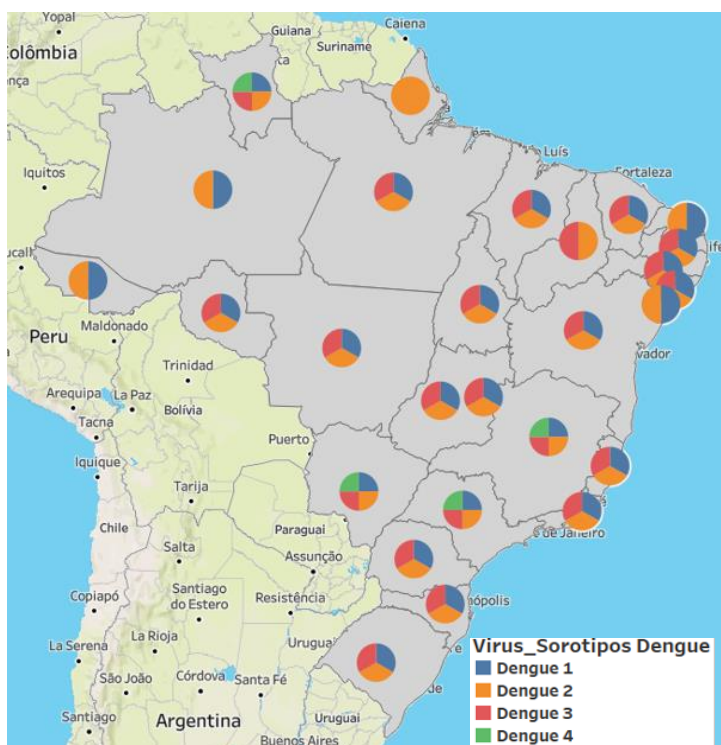 Yopal
Colômbia
Guiana
Suriname
Caiena
Iquitos
Luís
Fortaleza
Peru
Maldonado
Trinidad
Arequipa
La Paz
Bolívia
Tacna
Puerto
Iquique
Tarija
Chile
Paraguai
Salta
Assunção
Copiapó
Santiago
do Estero
Resistência
La Rioja
La Serena
São João
Córdova
Santa Fé
Uruguai
Santiago
Argentina
Uruguai
Buenos Aires
de Janeiro
Virus_Sorotipos Dengue
Dengue 1
Dengue 2
Dengue 3
Dengue 4